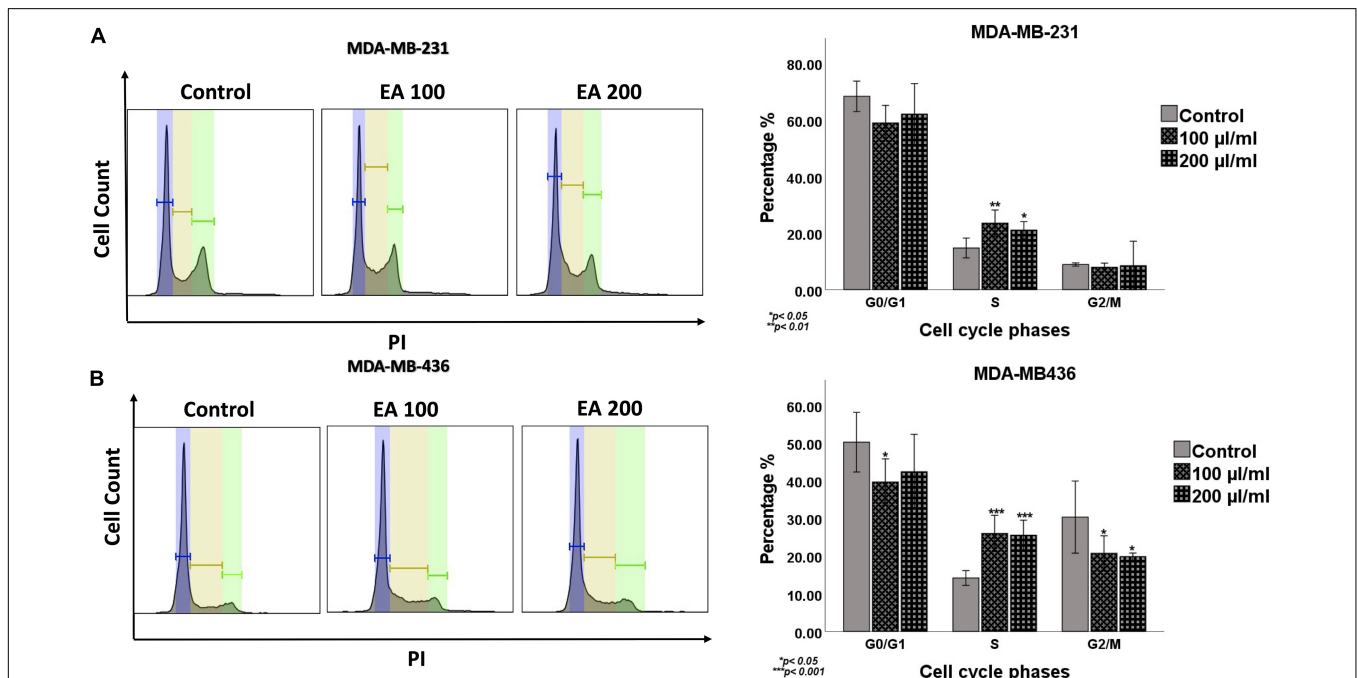 A
MDA-MB-231
Control
EA 100
EA 200
Cell Count
PI
MDA-MB-231
Percentage %
80.00
60.00
40.00
20.00
0.00
**
*
G0/G1
S
G2/M
Cell cycle phases
*p< 0.05
**p< 0.01
Control
100 µl/ml
200 µl/ml
B
MDA-MB-436
Control
EA 100
EA 200
Cell Count
PI
MDA-MB436
Percentage %
60.00
50.00
40.00
30.00
20.00
10.00
0.00
*
***
***
*
*
G0/G1
S
G2/M
Cell cycle phases
*p< 0.05
***p< 0.001
Control
100 µl/ml
200 µl/ml